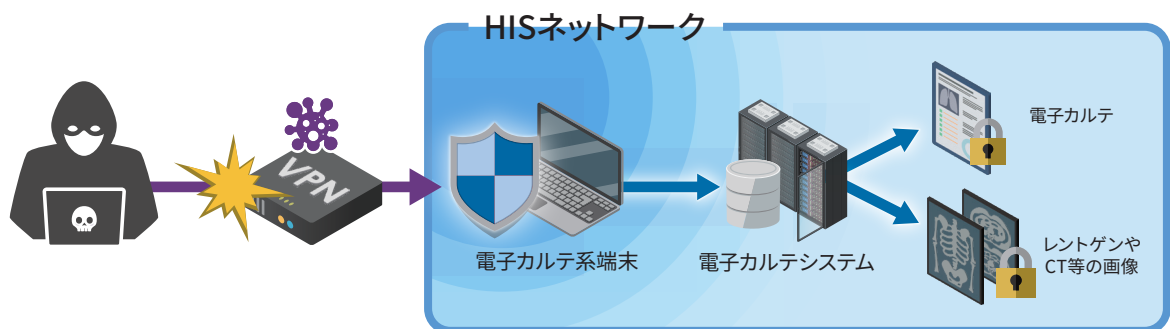 HISネットワーク
VPN
電子カルテ系端末
電子カルテシステム
電子カルテ
レントゲンや
CT等の画像